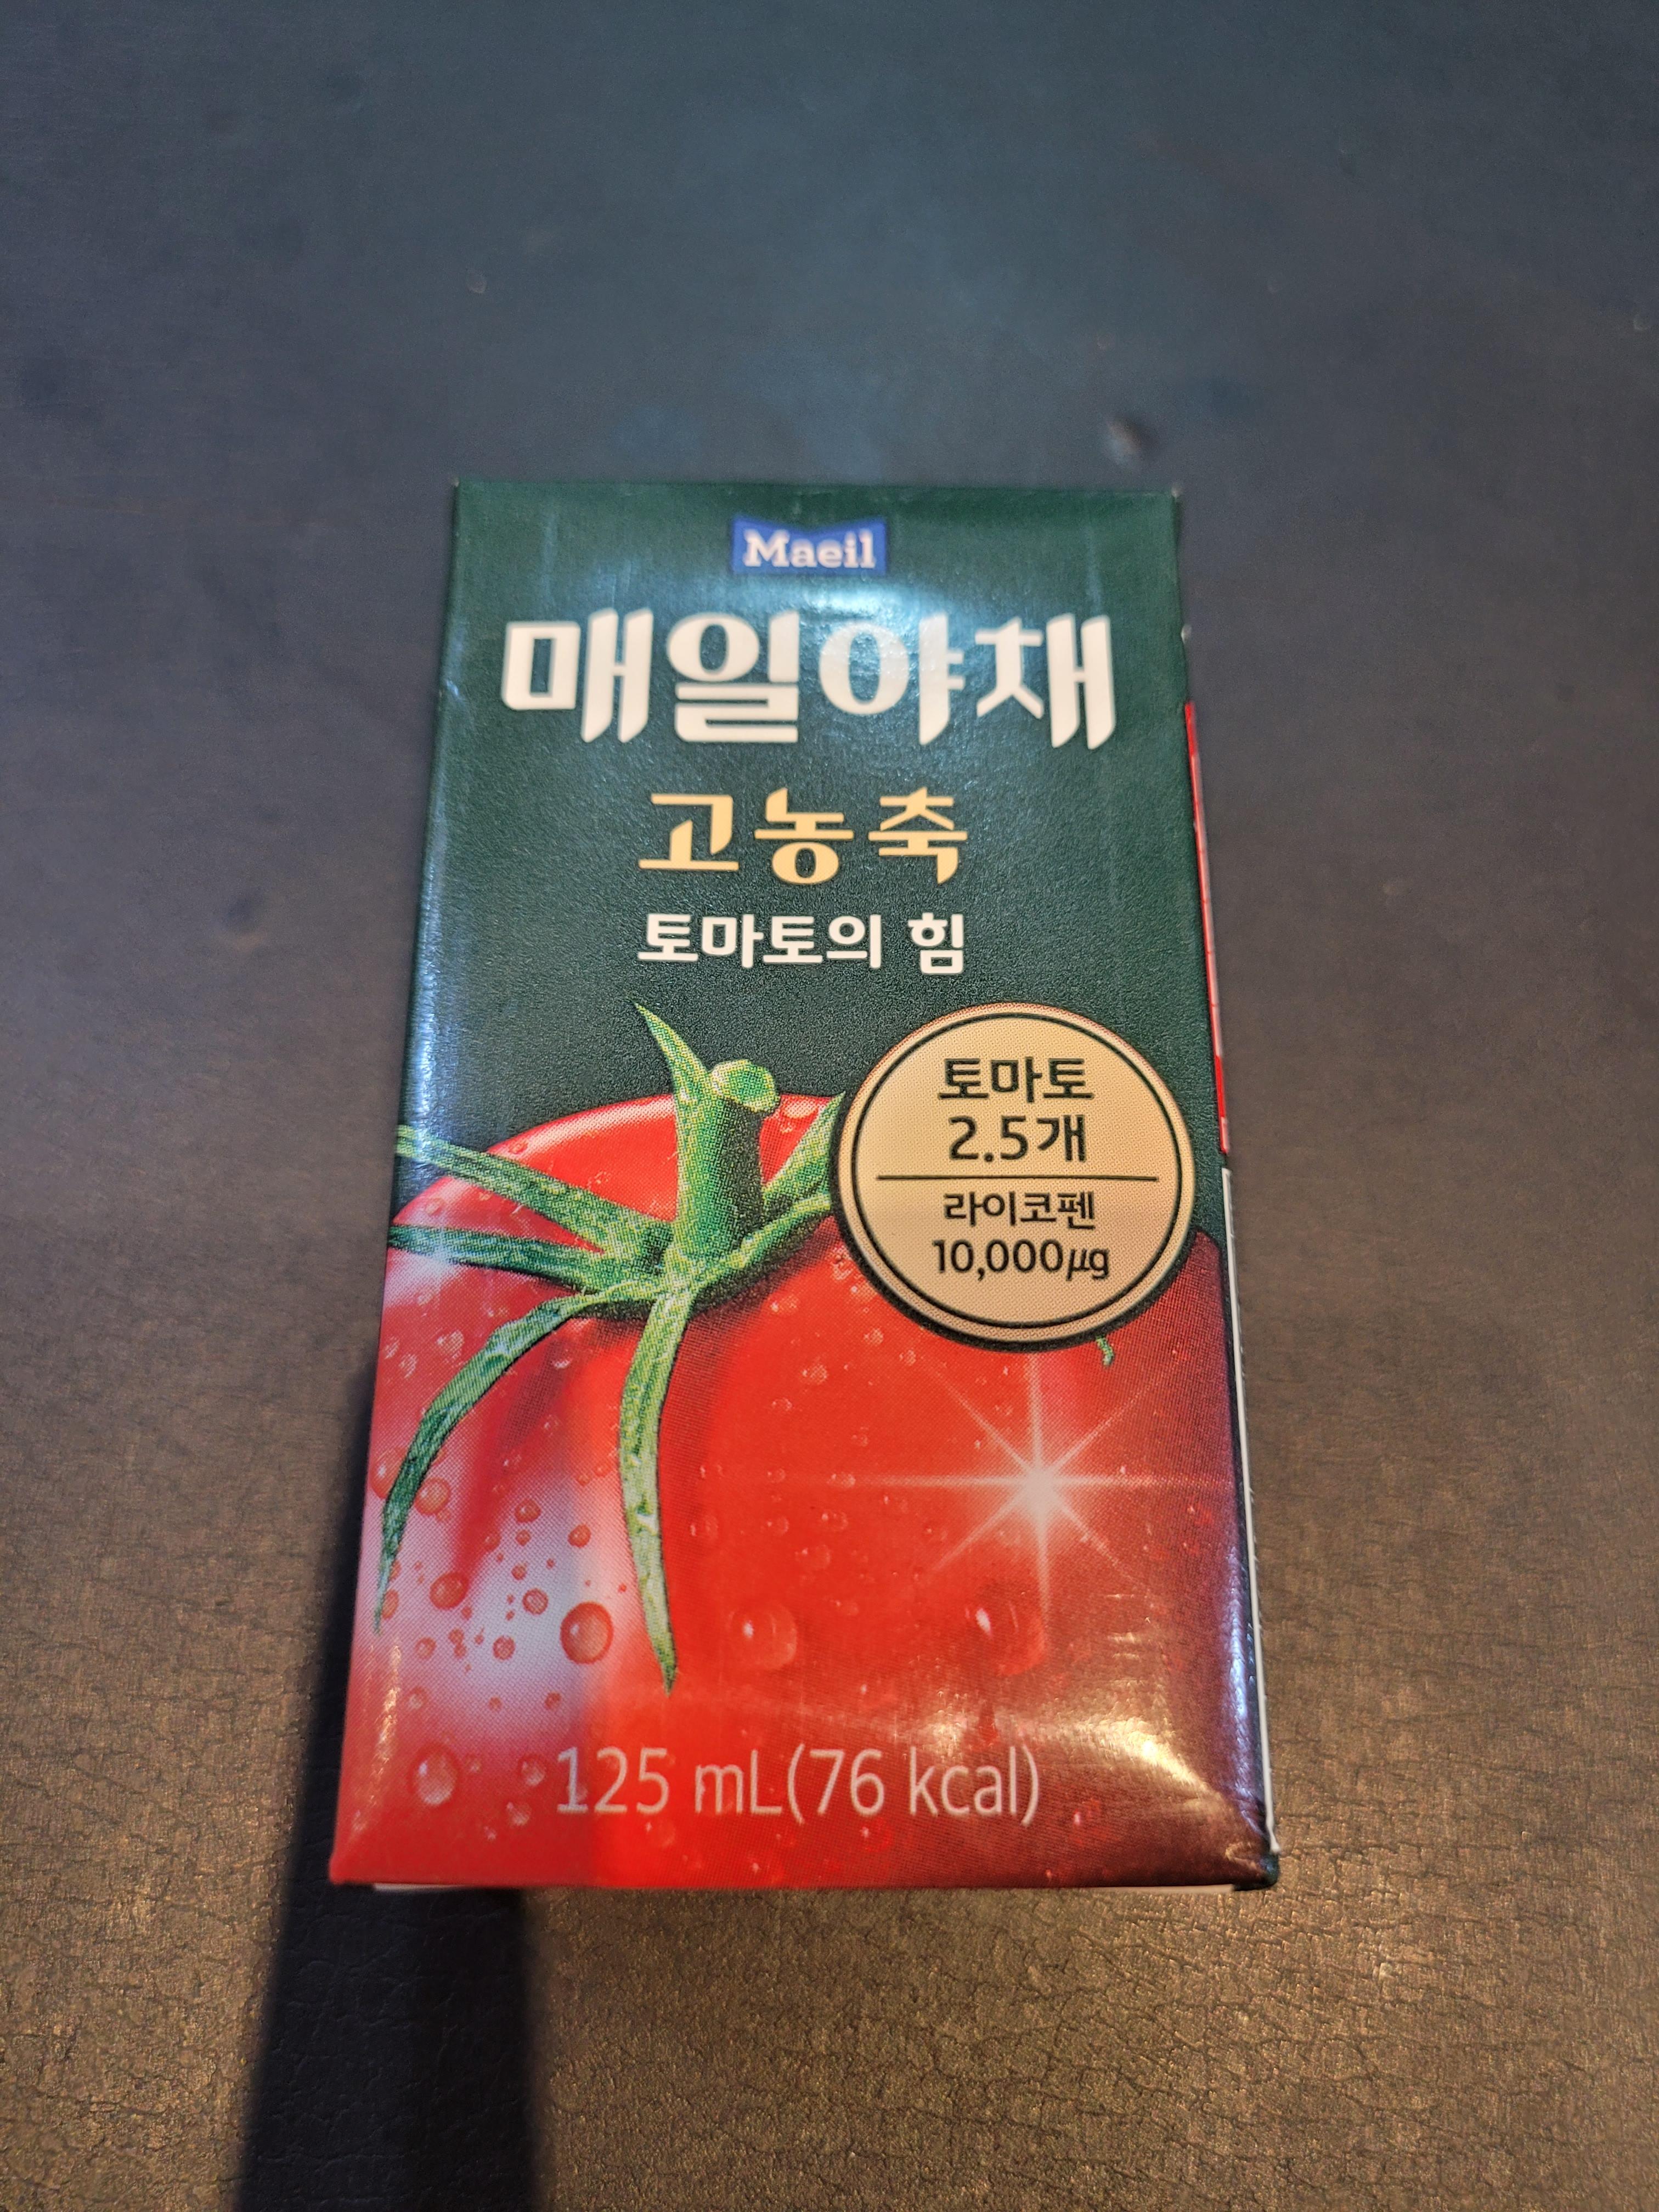 Maeil
매일야채
고농축
토마토의 힘
토마토
2.5개
라이코펜
10,000μg
125 mL(76 kcal)